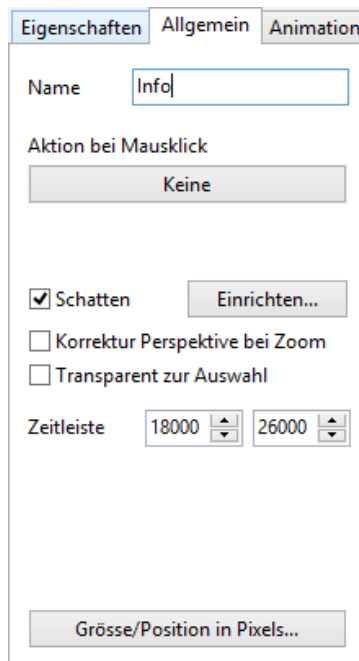 Eigenschaften Allgemein Animation
Name Info
Aktion bei Mausklick
Keine
Schatten Einrichten...
Korrektur Perspektive bei Zoom
Transparent zur Auswahl
Zeitleiste 18000 26000
Grösse/Position in Pixels...